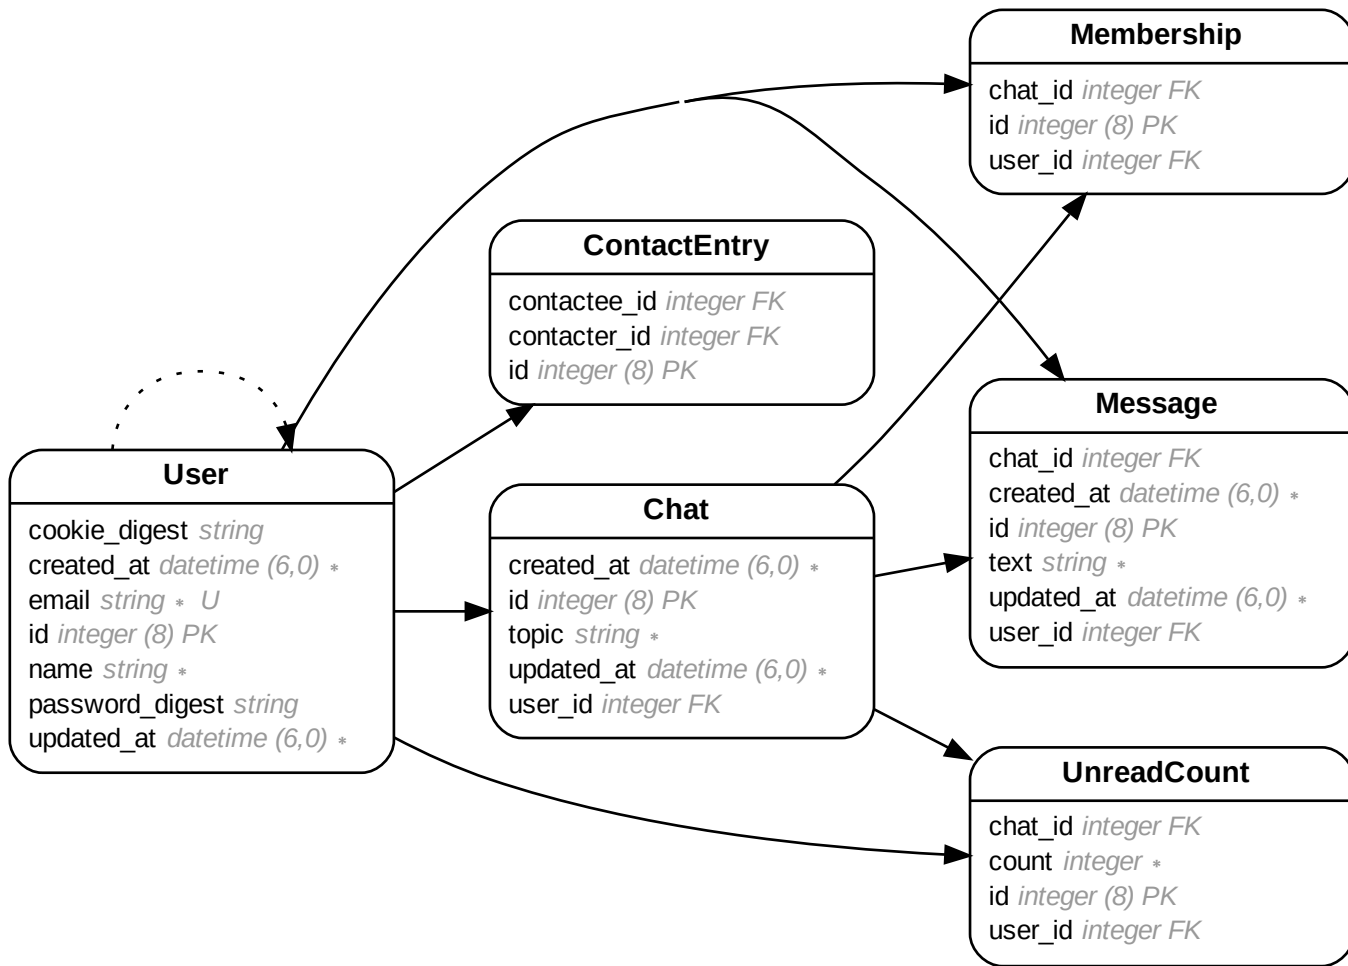 Membership
chat_id integer FK
id integer (8) PK
user_id integer FK
ContactEntry
contactee_id integer FK
contacter_id integer FK
id integer (8) PK
User
cookie_digest string
created_at datetime (6,0) *
email string * U
id integer (8) PK
name string *
password_digest string
updated_at datetime (6,0) *
Chat
created_at datetime (6,0) *
id integer (8) PK
topic string *
updated_at datetime (6,0) *
user_id integer FK
Message
chat_id integer FK
created_at datetime (6,0) *
id integer (8) PK
text string *
updated_at datetime (6,0) *
user_id integer FK
UnreadCount
chat_id integer FK
count integer *
id integer (8) PK
user_id integer FK